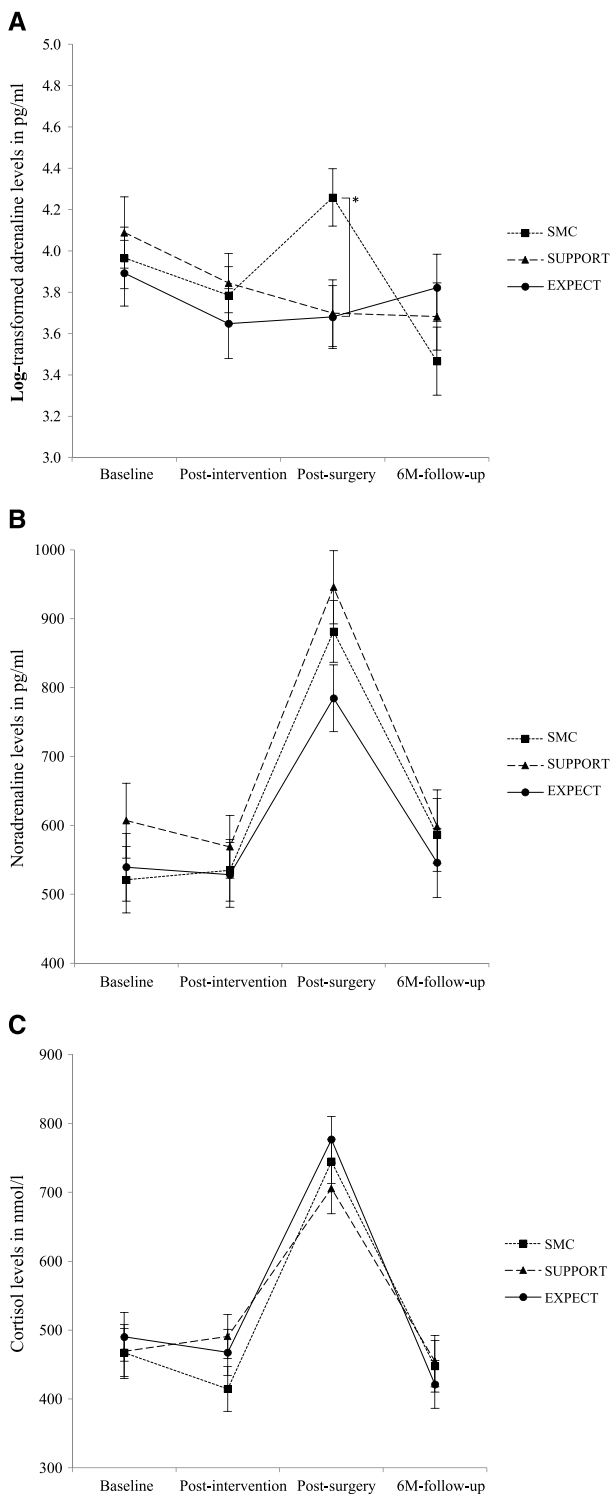 A
Log-transformed adrenaline levels in pg/ml
5.0
4.8
4.6
4.4
4.2
4.0
3.8
3.6
3.4
3.2
3.0
*
Baseline Post-intervention Post-surgery 6M-follow-up
SMC
SUPPORT
EXPECT
B
Noradrenaline levels in pg/ml
1000
900
800
700
600
500
400
Baseline Post-intervention Post-surgery 6M-follow-up
SMC
SUPPORT
EXPECT
C
Cortisol levels in nmol/l
900
800
700
600
500
400
300
Baseline Post-intervention Post-surgery 6M-follow-up
SMC
SUPPORT
EXPECT